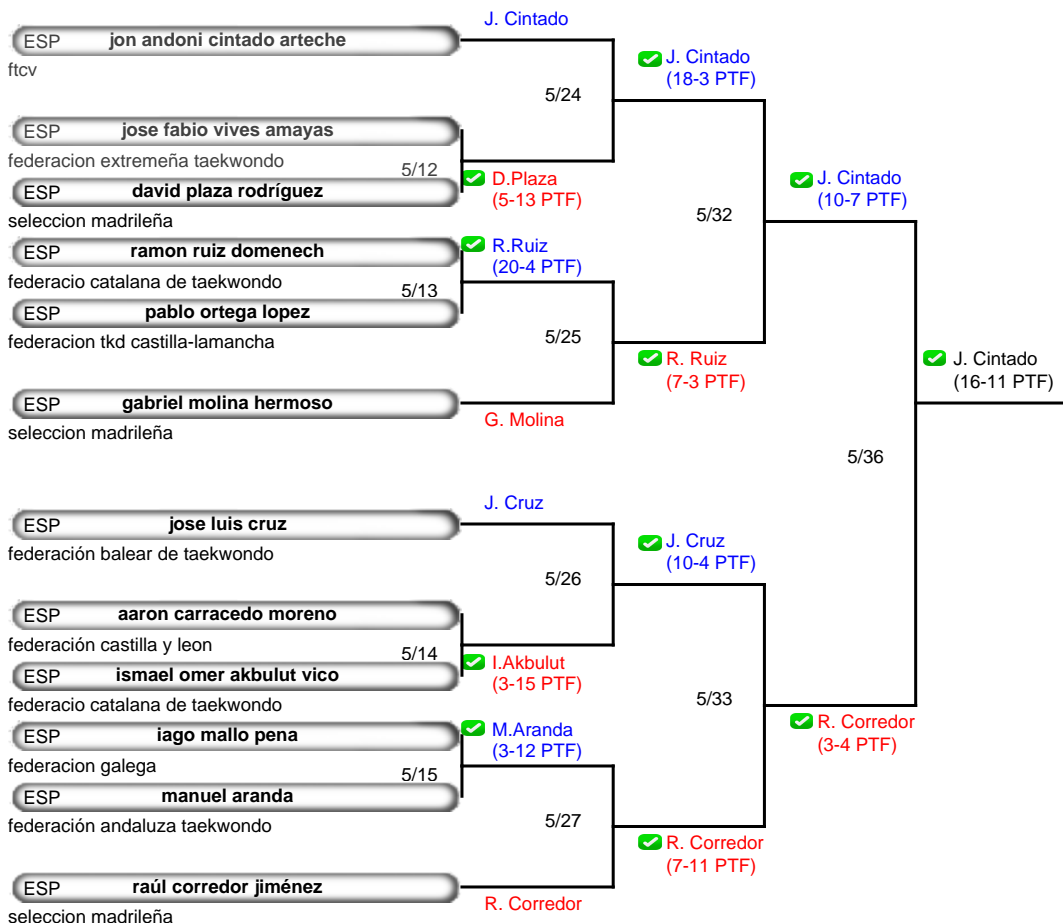 J. Cintado
ESP jon andoni cintado arteche
ftcv
J. Cintado
(18-3 PTF)
5/24
ESP jose fabio vives amayas
federacion extremeña taekwondo
5/12
ESP david plaza rodríguez
seleccion madrileña
D.Plaza
(5-13 PTF)
J. Cintado
(10-7 PTF)
5/32
ESP ramon ruiz domenech
federacio catalana de taekwondo
R.Ruiz
(20-4 PTF)
5/13
ESP pablo ortega lopez
federacion tkd castilla-lamancha
5/25
R. Ruiz
(7-3 PTF)
J. Cintado
(16-11 PTF)
ESP gabriel molina hermoso
seleccion madrileña
G. Molina
5/36
J. Cruz
ESP jose luis cruz
federación balear de taekwondo
J. Cruz
(10-4 PTF)
5/26
ESP aaron carracedo moreno
federación castilla y leon
5/14
ESP ismael omer akbulut vico
federacio catalana de taekwondo
I.Akbulut
(3-15 PTF)
5/33
R. Corredor
(3-4 PTF)
ESP iago mallo pena
federacion galega
M.Aranda
(3-12 PTF)
5/15
ESP manuel aranda
federación andaluza taekwondo
5/27
R. Corredor
(7-11 PTF)
ESP raúl corredor jiménez
seleccion madrileña
R. Corredor